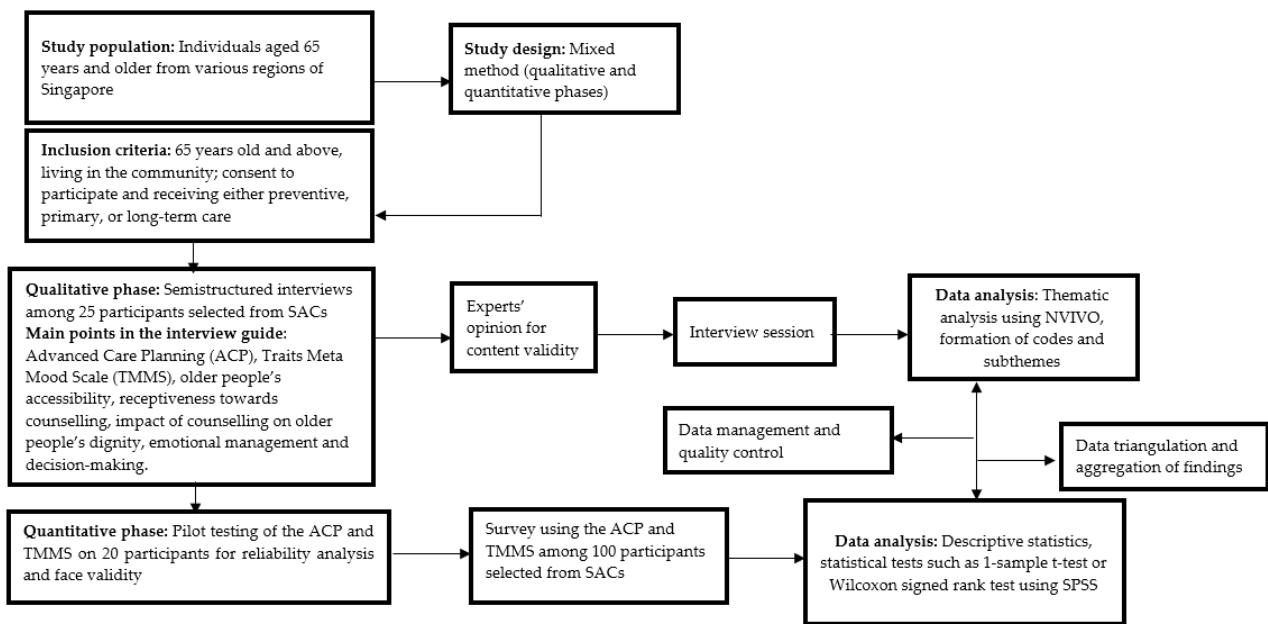 Study population: Individuals aged 65
years and older from various regions of
Singapore
Study design: Mixed
method (qualitative and
quantitative phases)
Inclusion criteria: 65 years old and above,
living in the community; consent to
participate and receiving either preventive,
primary, or long-term care
Qualitative phase: Semistructured interviews
among 25 participants selected from SACs
Main points in the interview guide:
Advanced Care Planning (ACP), Traits Meta
Mood Scale (TMMS), older people's
accessibility, receptiveness towards
counselling, impact of counselling on older
people's dignity, emotional management and
decision-making.
Experts'
opinion for
content validity
Interview session
Data analysis: Thematic
analysis using NVIVO,
formation of codes and
subthemes
Data management and
quality control
Data triangulation and
aggregation of findings
Quantitative phase: Pilot testing of the ACP and
TMMS on 20 participants for reliability analysis
and face validity
Survey using the ACP and
TMMS among 100 participants
selected from SACs
Data analysis: Descriptive statistics,
statistical tests such as 1-sample t-test or
Wilcoxon signed rank test using SPSS